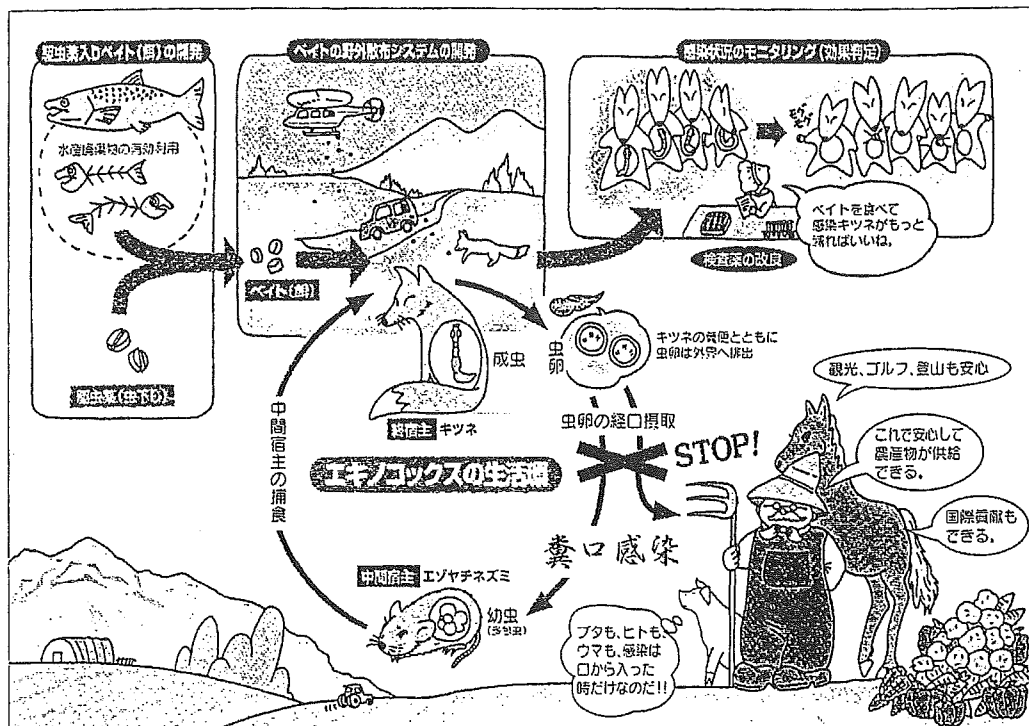 駆虫薬入りベイト(餌)の開発
水産廃棄物の有効利用
駆虫薬(虫下し)
ベイトの野外散布システムの開発
ベイト(餌)
感染状況のモニタリング(効果判定)
モグモグ
ベイトを食べて
感染キツネがもっと
減ればいいね。
検査薬の改良
成虫
終宿主 キツネ
虫卵
キツネの糞便とともに
虫卵は外界へ排出
中間宿主の捕食
虫卵の経口摂取
STOP!
エキノコックスの生活環
糞口感染
中間宿主 エゾヤチネズミ
幼虫
(多包虫)
観光、ゴルフ、登山も安心
これで安心して
農産物が供給
できる。
国際貢献も
できる。
ブタも、ヒトも、
ウマも、感染は
口から入った
時だけなのだ!!